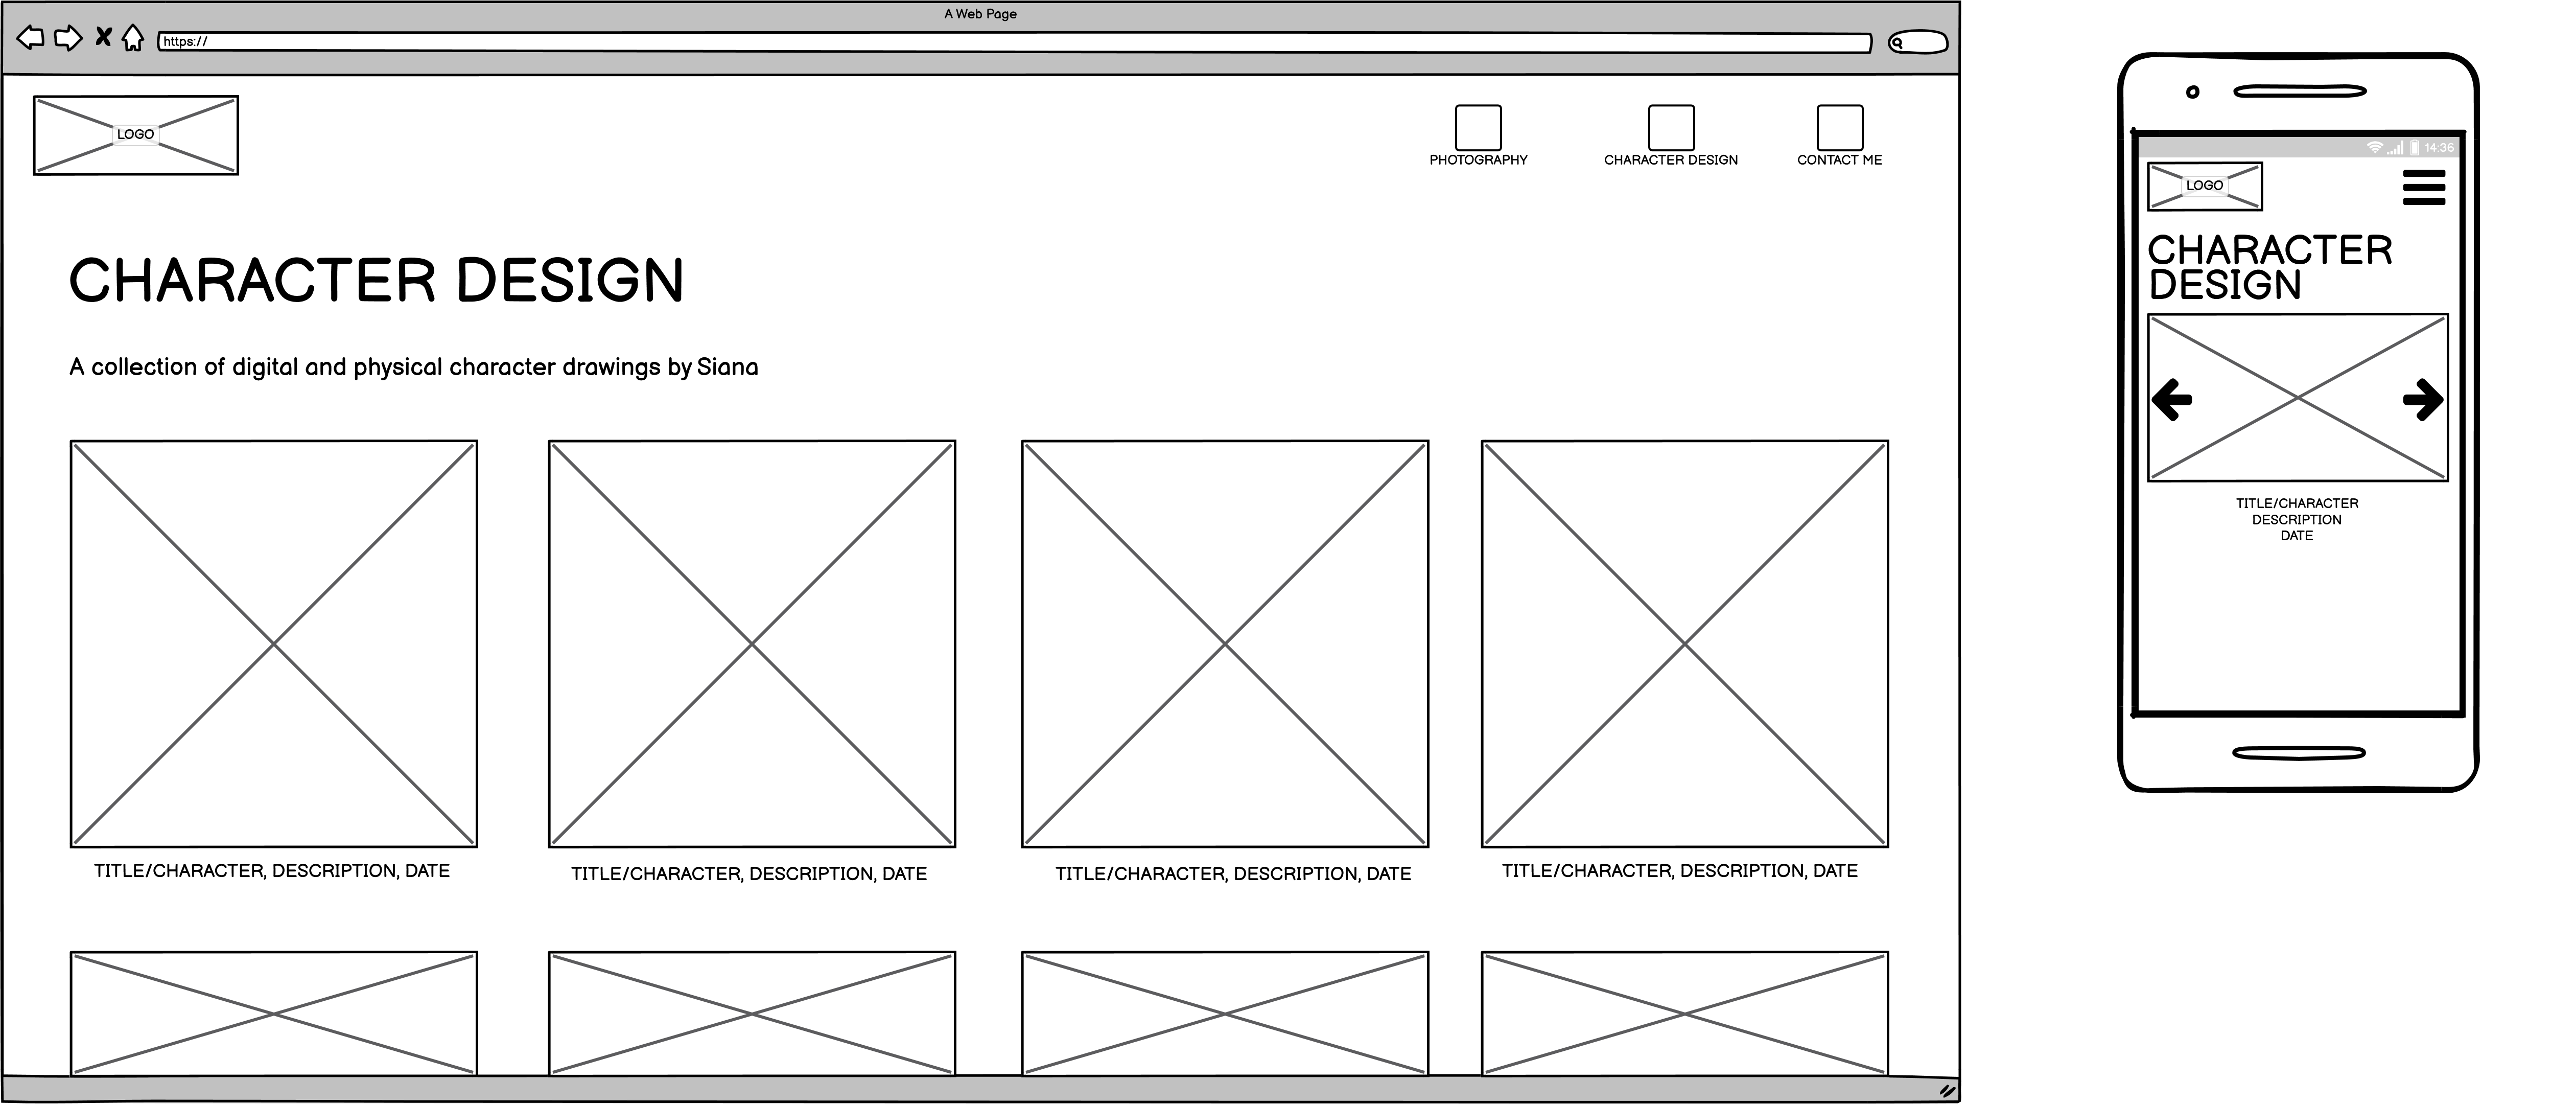 A Web Page
https://
LOGO
PHOTOGRAPHY
CHARACTER DESIGN
CONTACT ME
CHARACTER DESIGN
A collection of digital and physical character drawings by Siana
TITLE/CHARACTER, DESCRIPTION, DATE
TITLE/CHARACTER, DESCRIPTION, DATE
TITLE/CHARACTER, DESCRIPTION, DATE
TITLE/CHARACTER, DESCRIPTION, DATE
14:36
LOGO
CHARACTER
DESIGN
TITLE/CHARACTER
DESCRIPTION
DATE